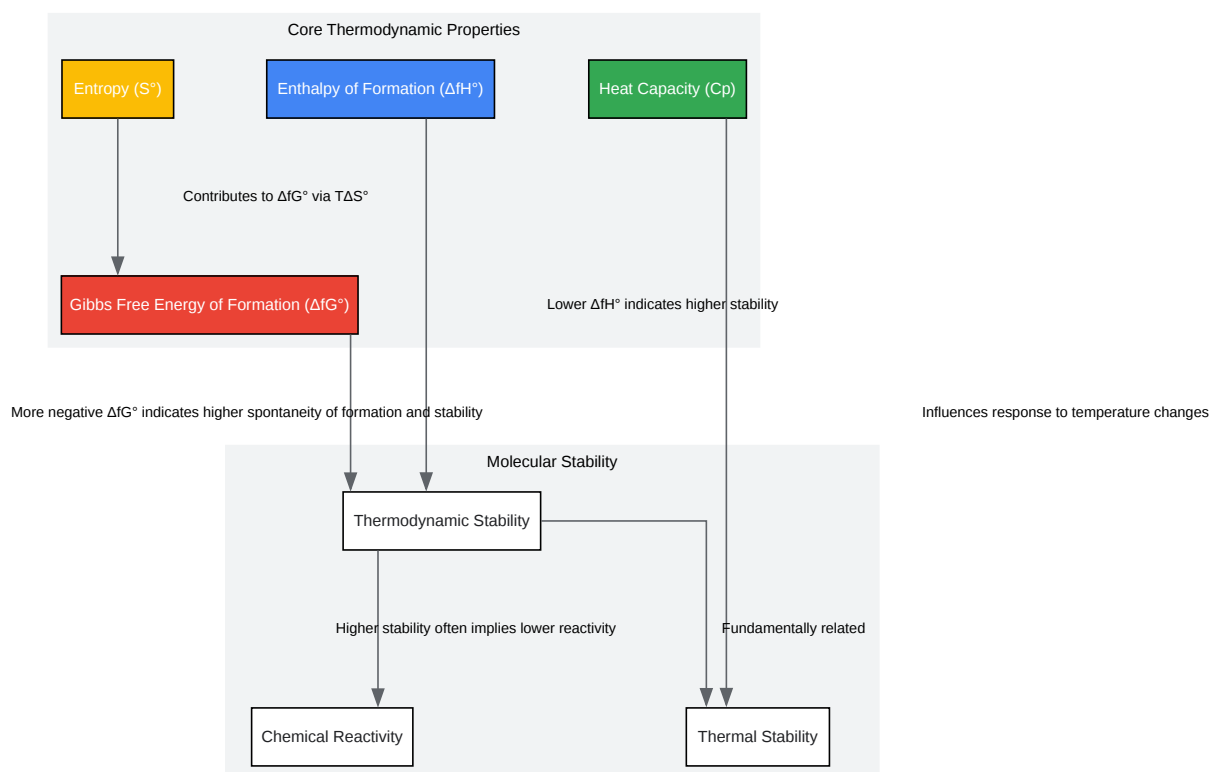 Core Thermodynamic Properties
Entropy (S°)
Enthalpy of Formation (ΔfH°)
Heat Capacity (Cp)
Contributes to ΔfG° via TΔS°
Gibbs Free Energy of Formation (ΔfG°)
Lower ΔfH° indicates higher stability
More negative ΔfG° indicates higher spontaneity of formation and stability
Influences response to temperature changes
Molecular Stability
Thermodynamic Stability
Higher stability often implies lower reactivity
Fundamentally related
Chemical Reactivity
Thermal Stability